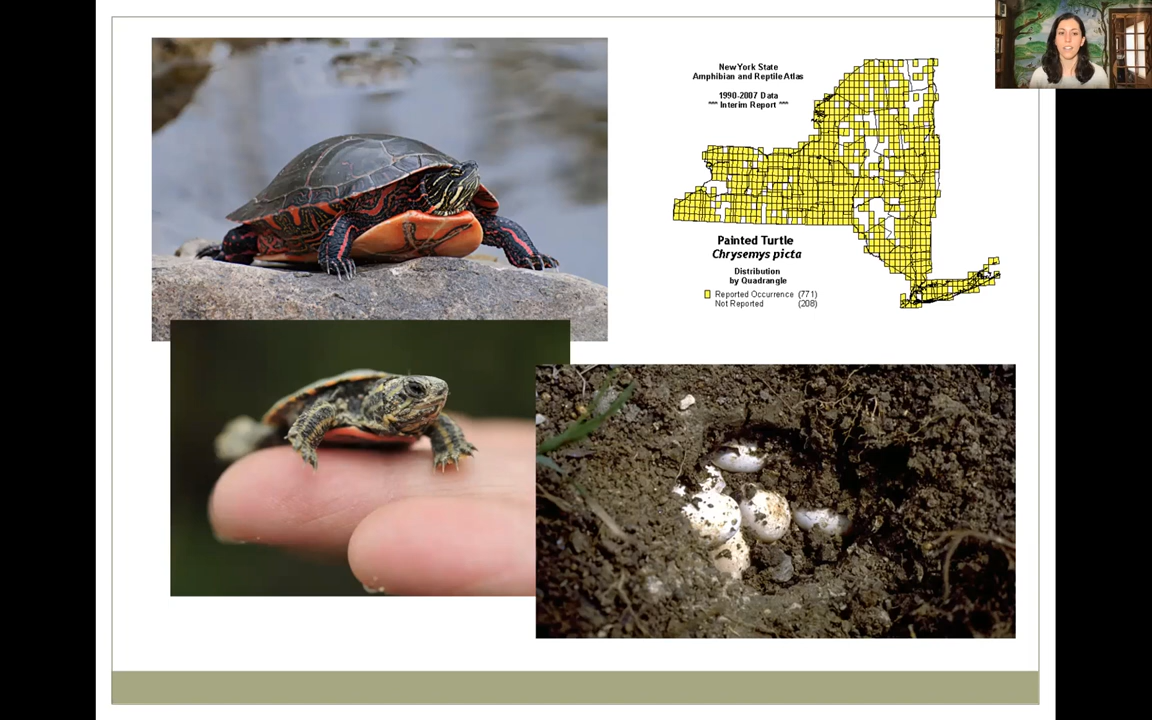 New York State
Amphibian and Reptile Atlas
1990-2007 Data
*** Interim Report ***
Painted Turtle
Chrysemys picta
Distribution
by Quadrangle
Reported Occurrence (771)
Not Reported (208)